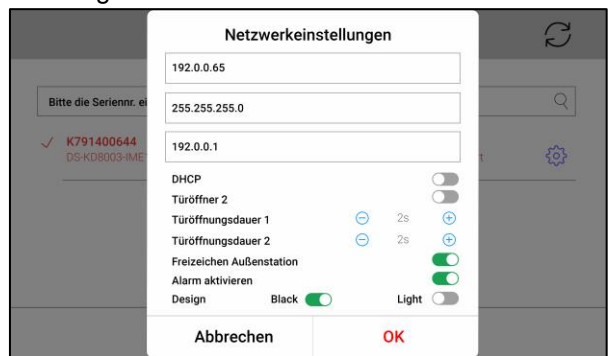 Netzwerkeinstellungen
192.0.0.65
Bitte die Seriennr. ei
255.255.255.0
192.0.0.1
K791400644
DS-KD8003-IME
DHCP
Türöffner 2
Türöffnungsdauer 1 2s
Türöffnungsdauer 2 2s
Freizeichen Außenstation
Alarm aktivieren
Design Black Light
Abbrechen OK